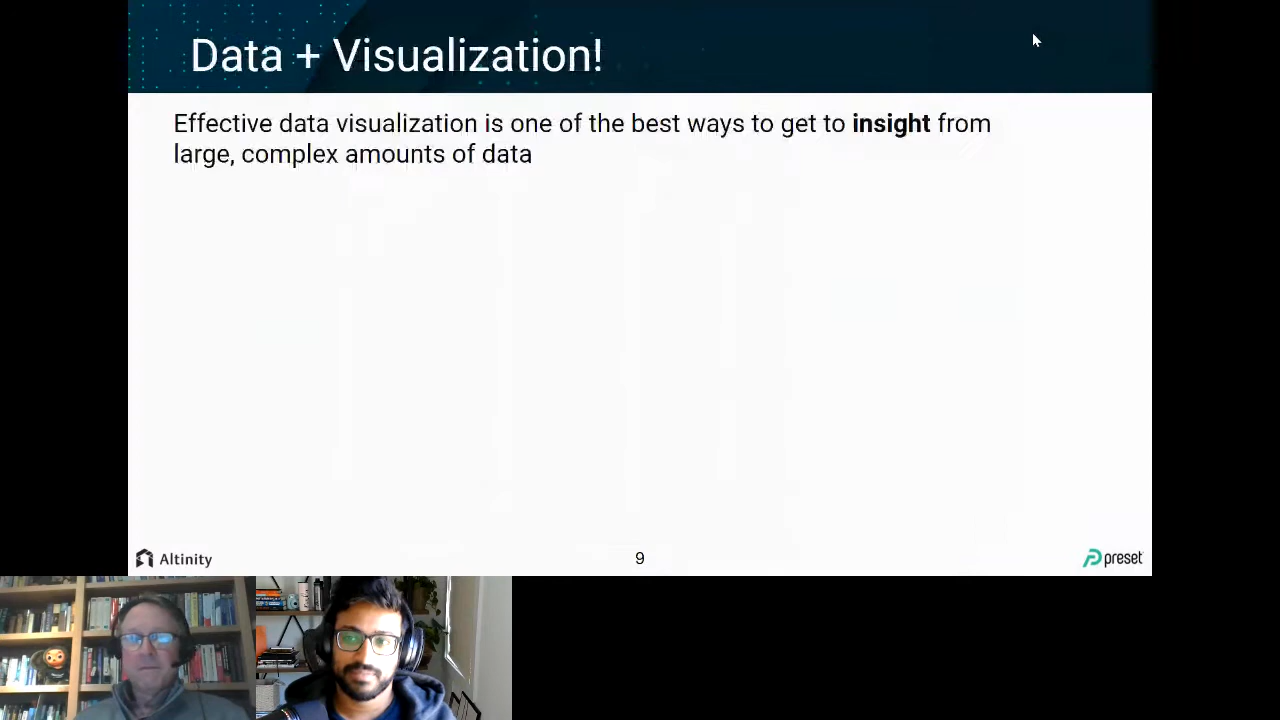 Data + Visualization!
Effective data visualization is one of the best ways to get to insight from
large, complex amounts of data
Altinity
9
preset